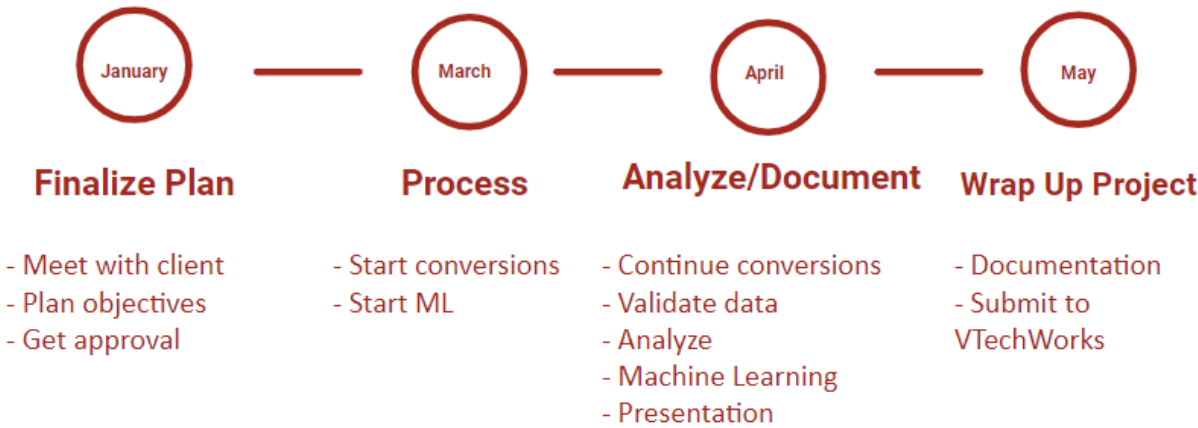 January
March
April
May
Finalize Plan
Process
Analyze/Document
Wrap Up Project
- Meet with client
- Plan objectives
- Get approval
- Start conversions
- Start ML
- Continue conversions
- Validate data
- Analyze
- Machine Learning
- Presentation
- Documentation
- Submit to
VTechWorks